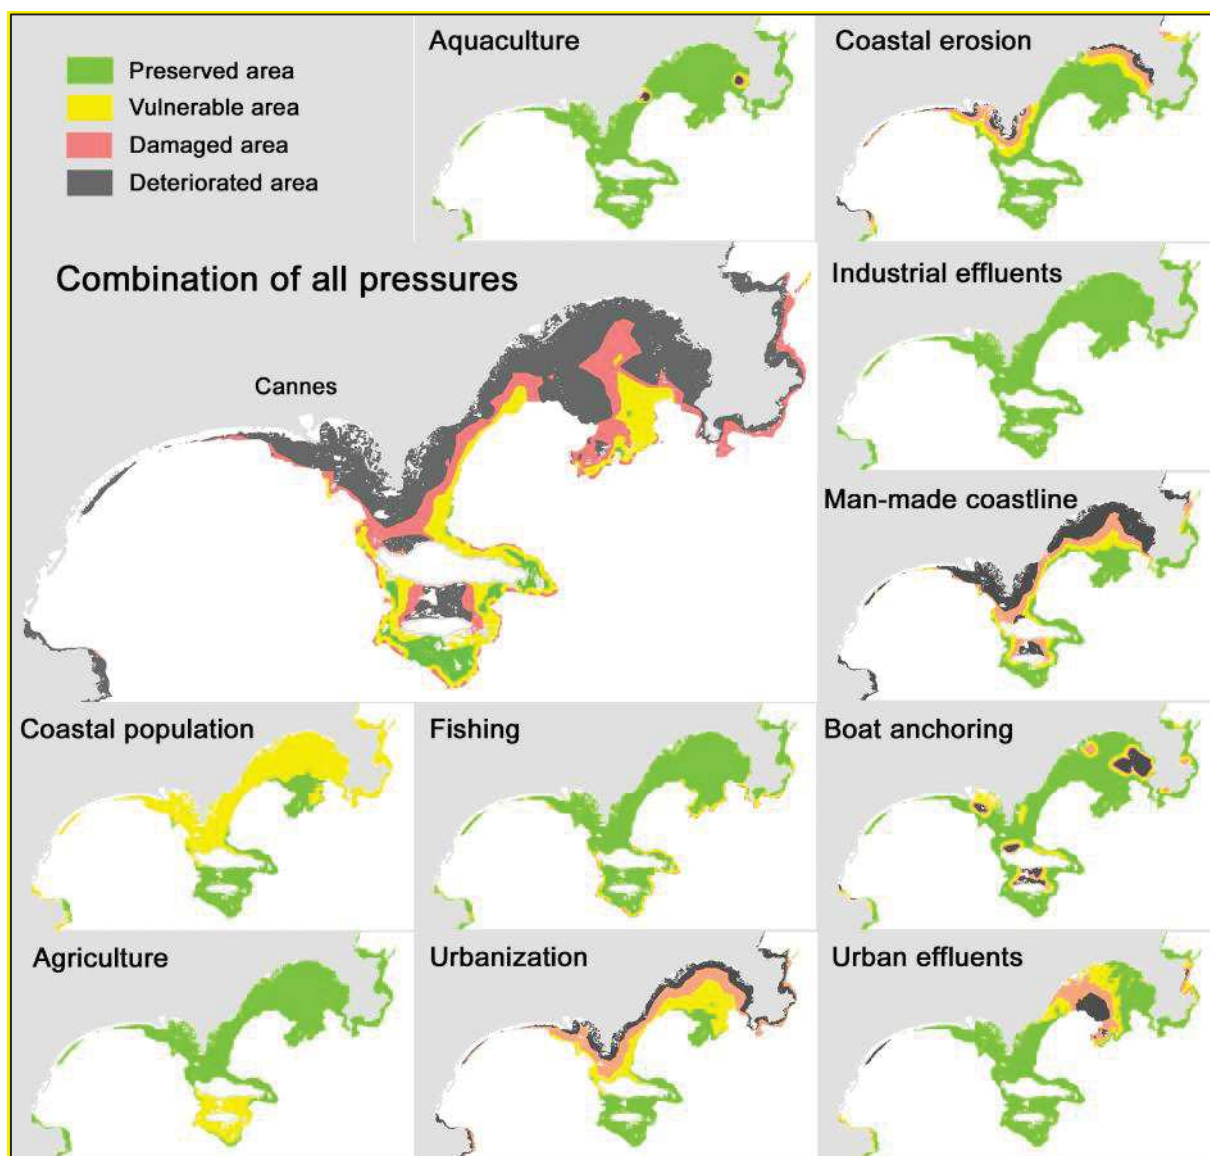 Preserved area
Vulnerable area
Damaged area
Deteriorated area
Aquaculture
Coastal erosion
Combination of all pressures
Cannes
Industrial effluents
Man-made coastline
Coastal population
Fishing
Boat anchoring
Agriculture
Urbanization
Urban effluents